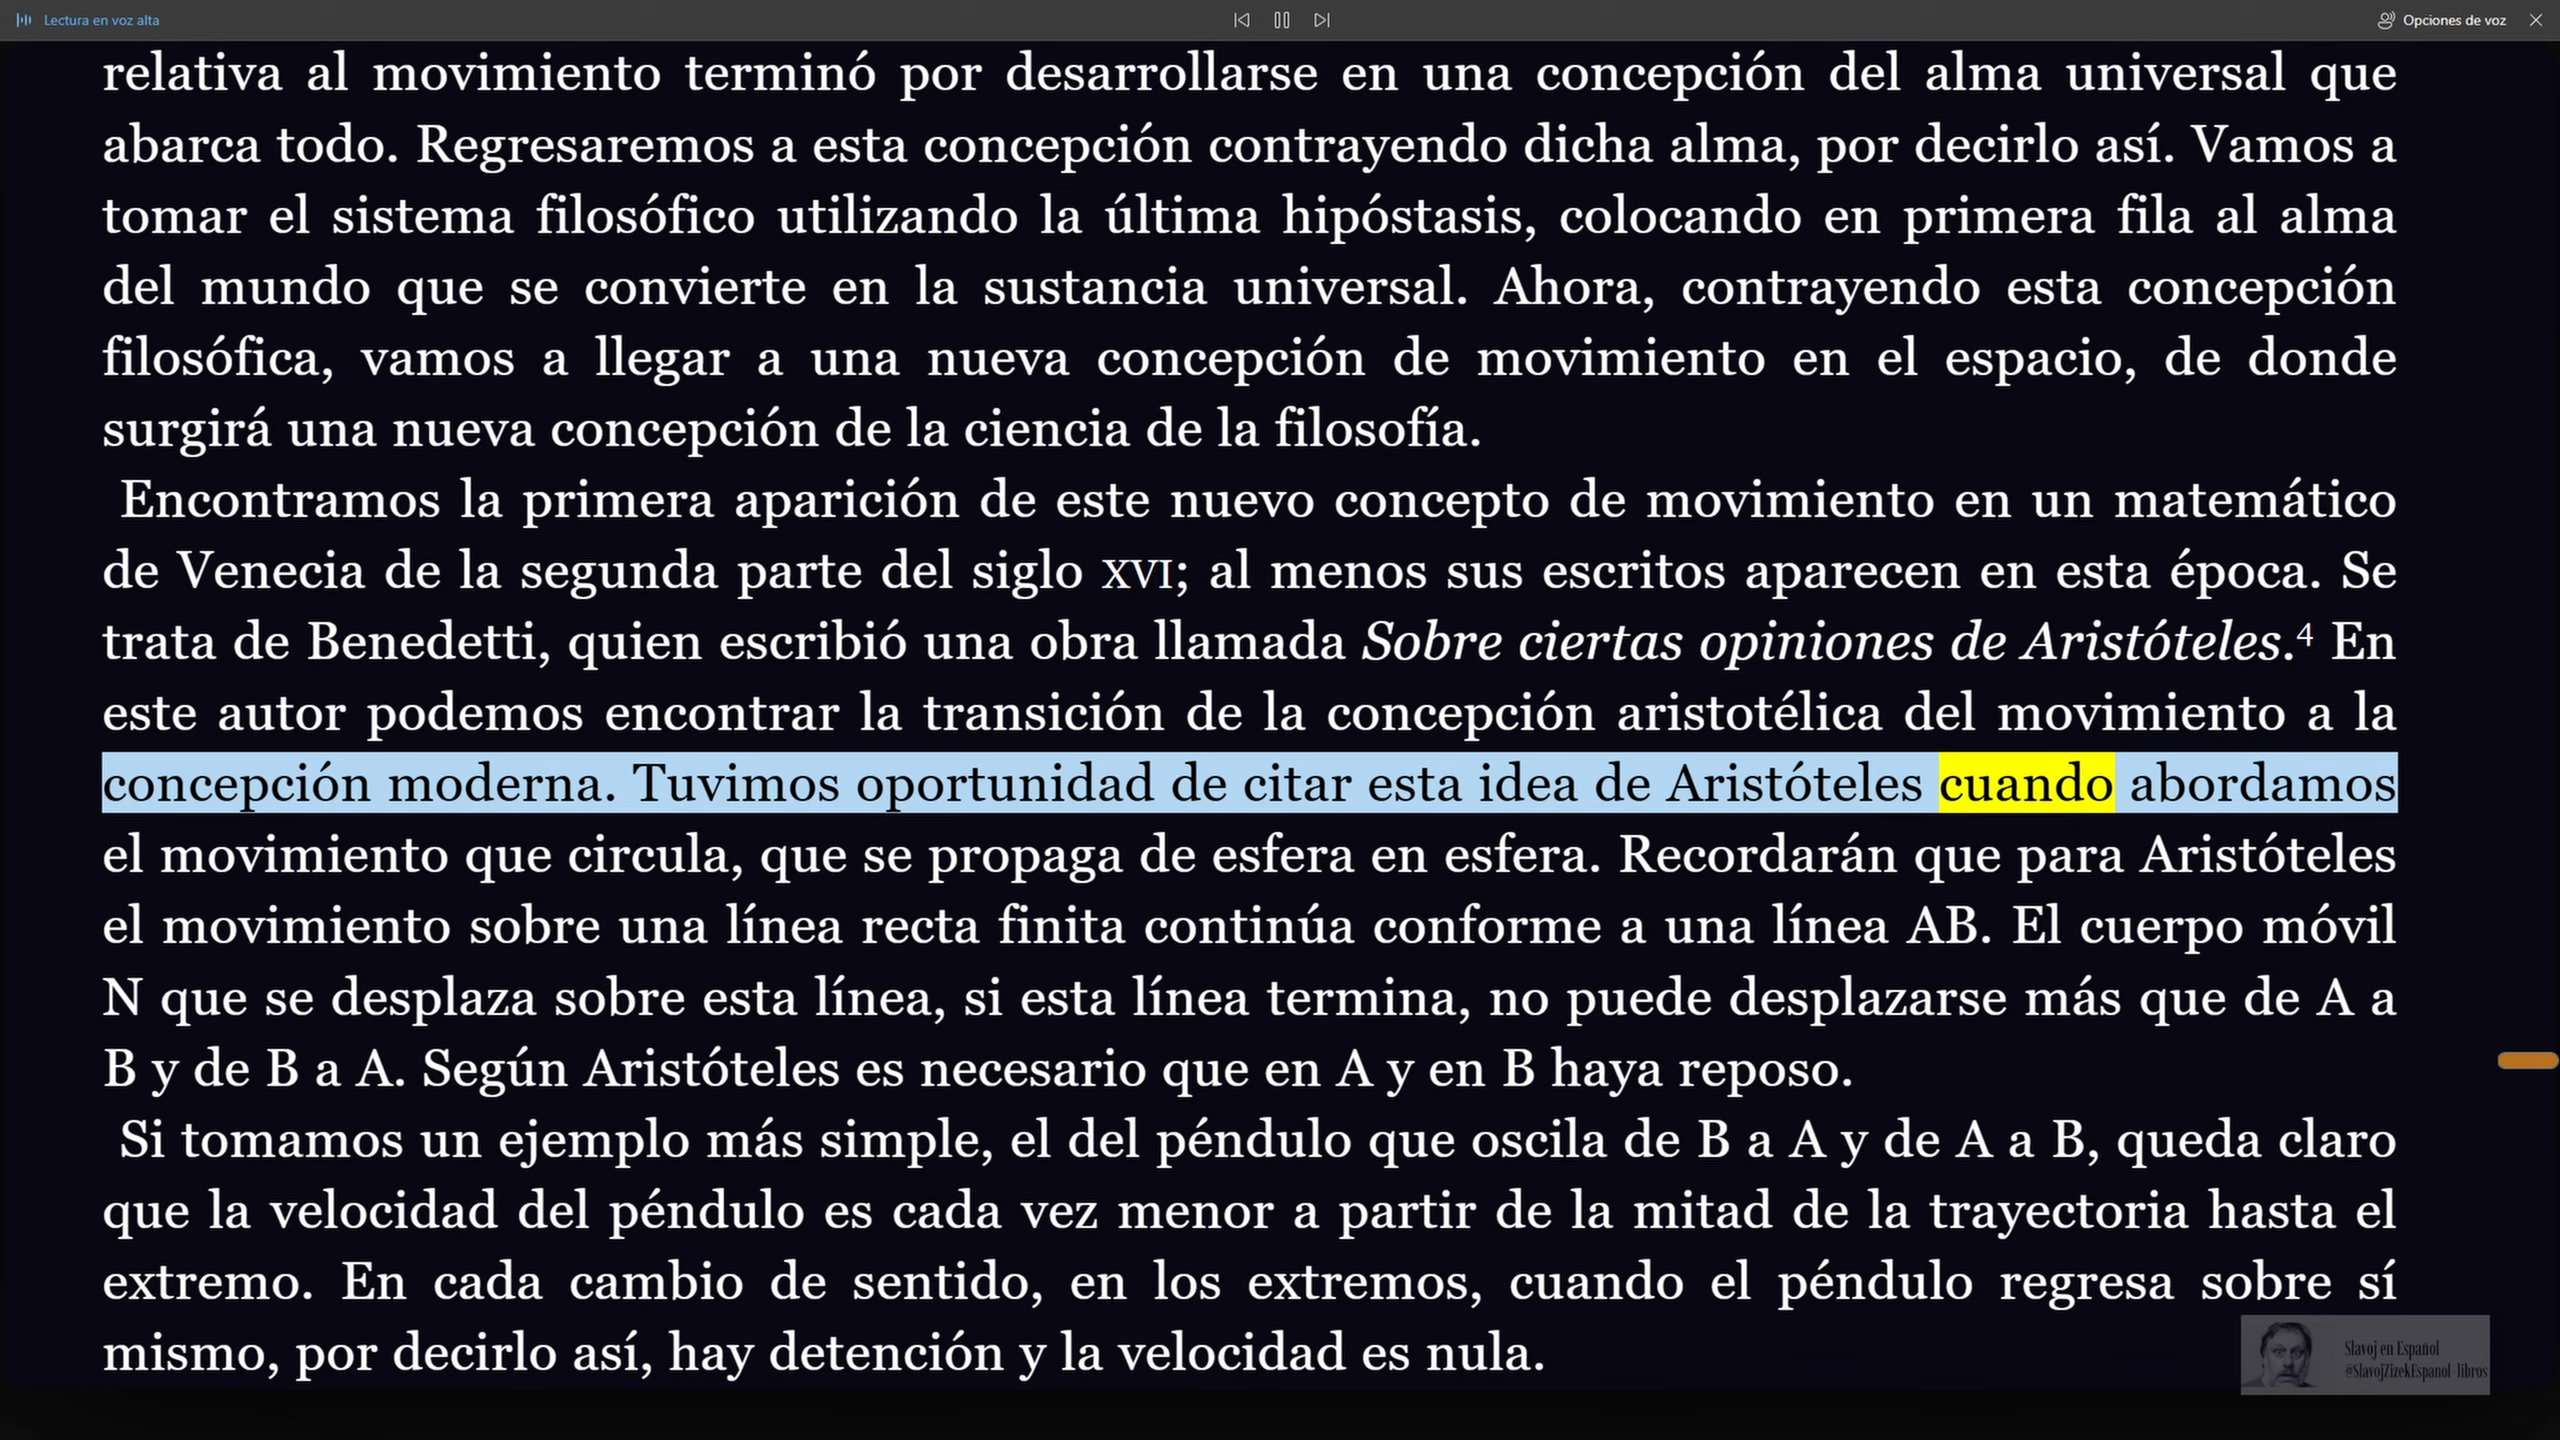 Lectura en voz alta
Opciones de voz
relativa al movimiento terminó por desarrollarse en una concepción del alma universal que
abarca todo. Regresaremos a esta concepción contrayendo dicha alma, por decirlo así. Vamos a
tomar el sistema filosófico utilizando la última hipóstasis, colocando en primera fila al alma
del mundo que se convierte en la sustancia universal. Ahora, contrayendo esta concepción
filosófica, vamos a llegar a una nueva concepción de movimiento en el espacio, de donde
surgirá una nueva concepción de la ciencia de la filosofía.
Encontramos la primera aparición de este nuevo concepto de movimiento en un matemático
de Venecia de la segunda parte del siglo XVI; al menos sus escritos aparecen en esta época. Se
trata de Benedetti, quien escribió una obra llamada Sobre ciertas opiniones de Aristóteles.⁴ En
este autor podemos encontrar la transición de la concepción aristotélica del movimiento a la
concepción moderna. Tuvimos oportunidad de citar esta idea de Aristóteles cuando abordamos
el movimiento que circula, que se propaga de esfera en esfera. Recordarán que para Aristóteles
el movimiento sobre una línea recta finita continúa conforme a una línea AB. El cuerpo móvil
N que se desplaza sobre esta línea, si esta línea termina, no puede desplazarse más que de A a
B y de B a A. Según Aristóteles es necesario que en A y en B haya reposo.
Si tomamos un ejemplo más simple, el del péndulo que oscila de B a A y de A a B, queda claro
que la velocidad del péndulo es cada vez menor a partir de la mitad de la trayectoria hasta el
extremo. En cada cambio de sentido, en los extremos, cuando el péndulo regresa sobre sí
mismo, por decirlo así, hay detención y la velocidad es nula.
Slavoj en Español
@SlavojZizekEspanol_libros